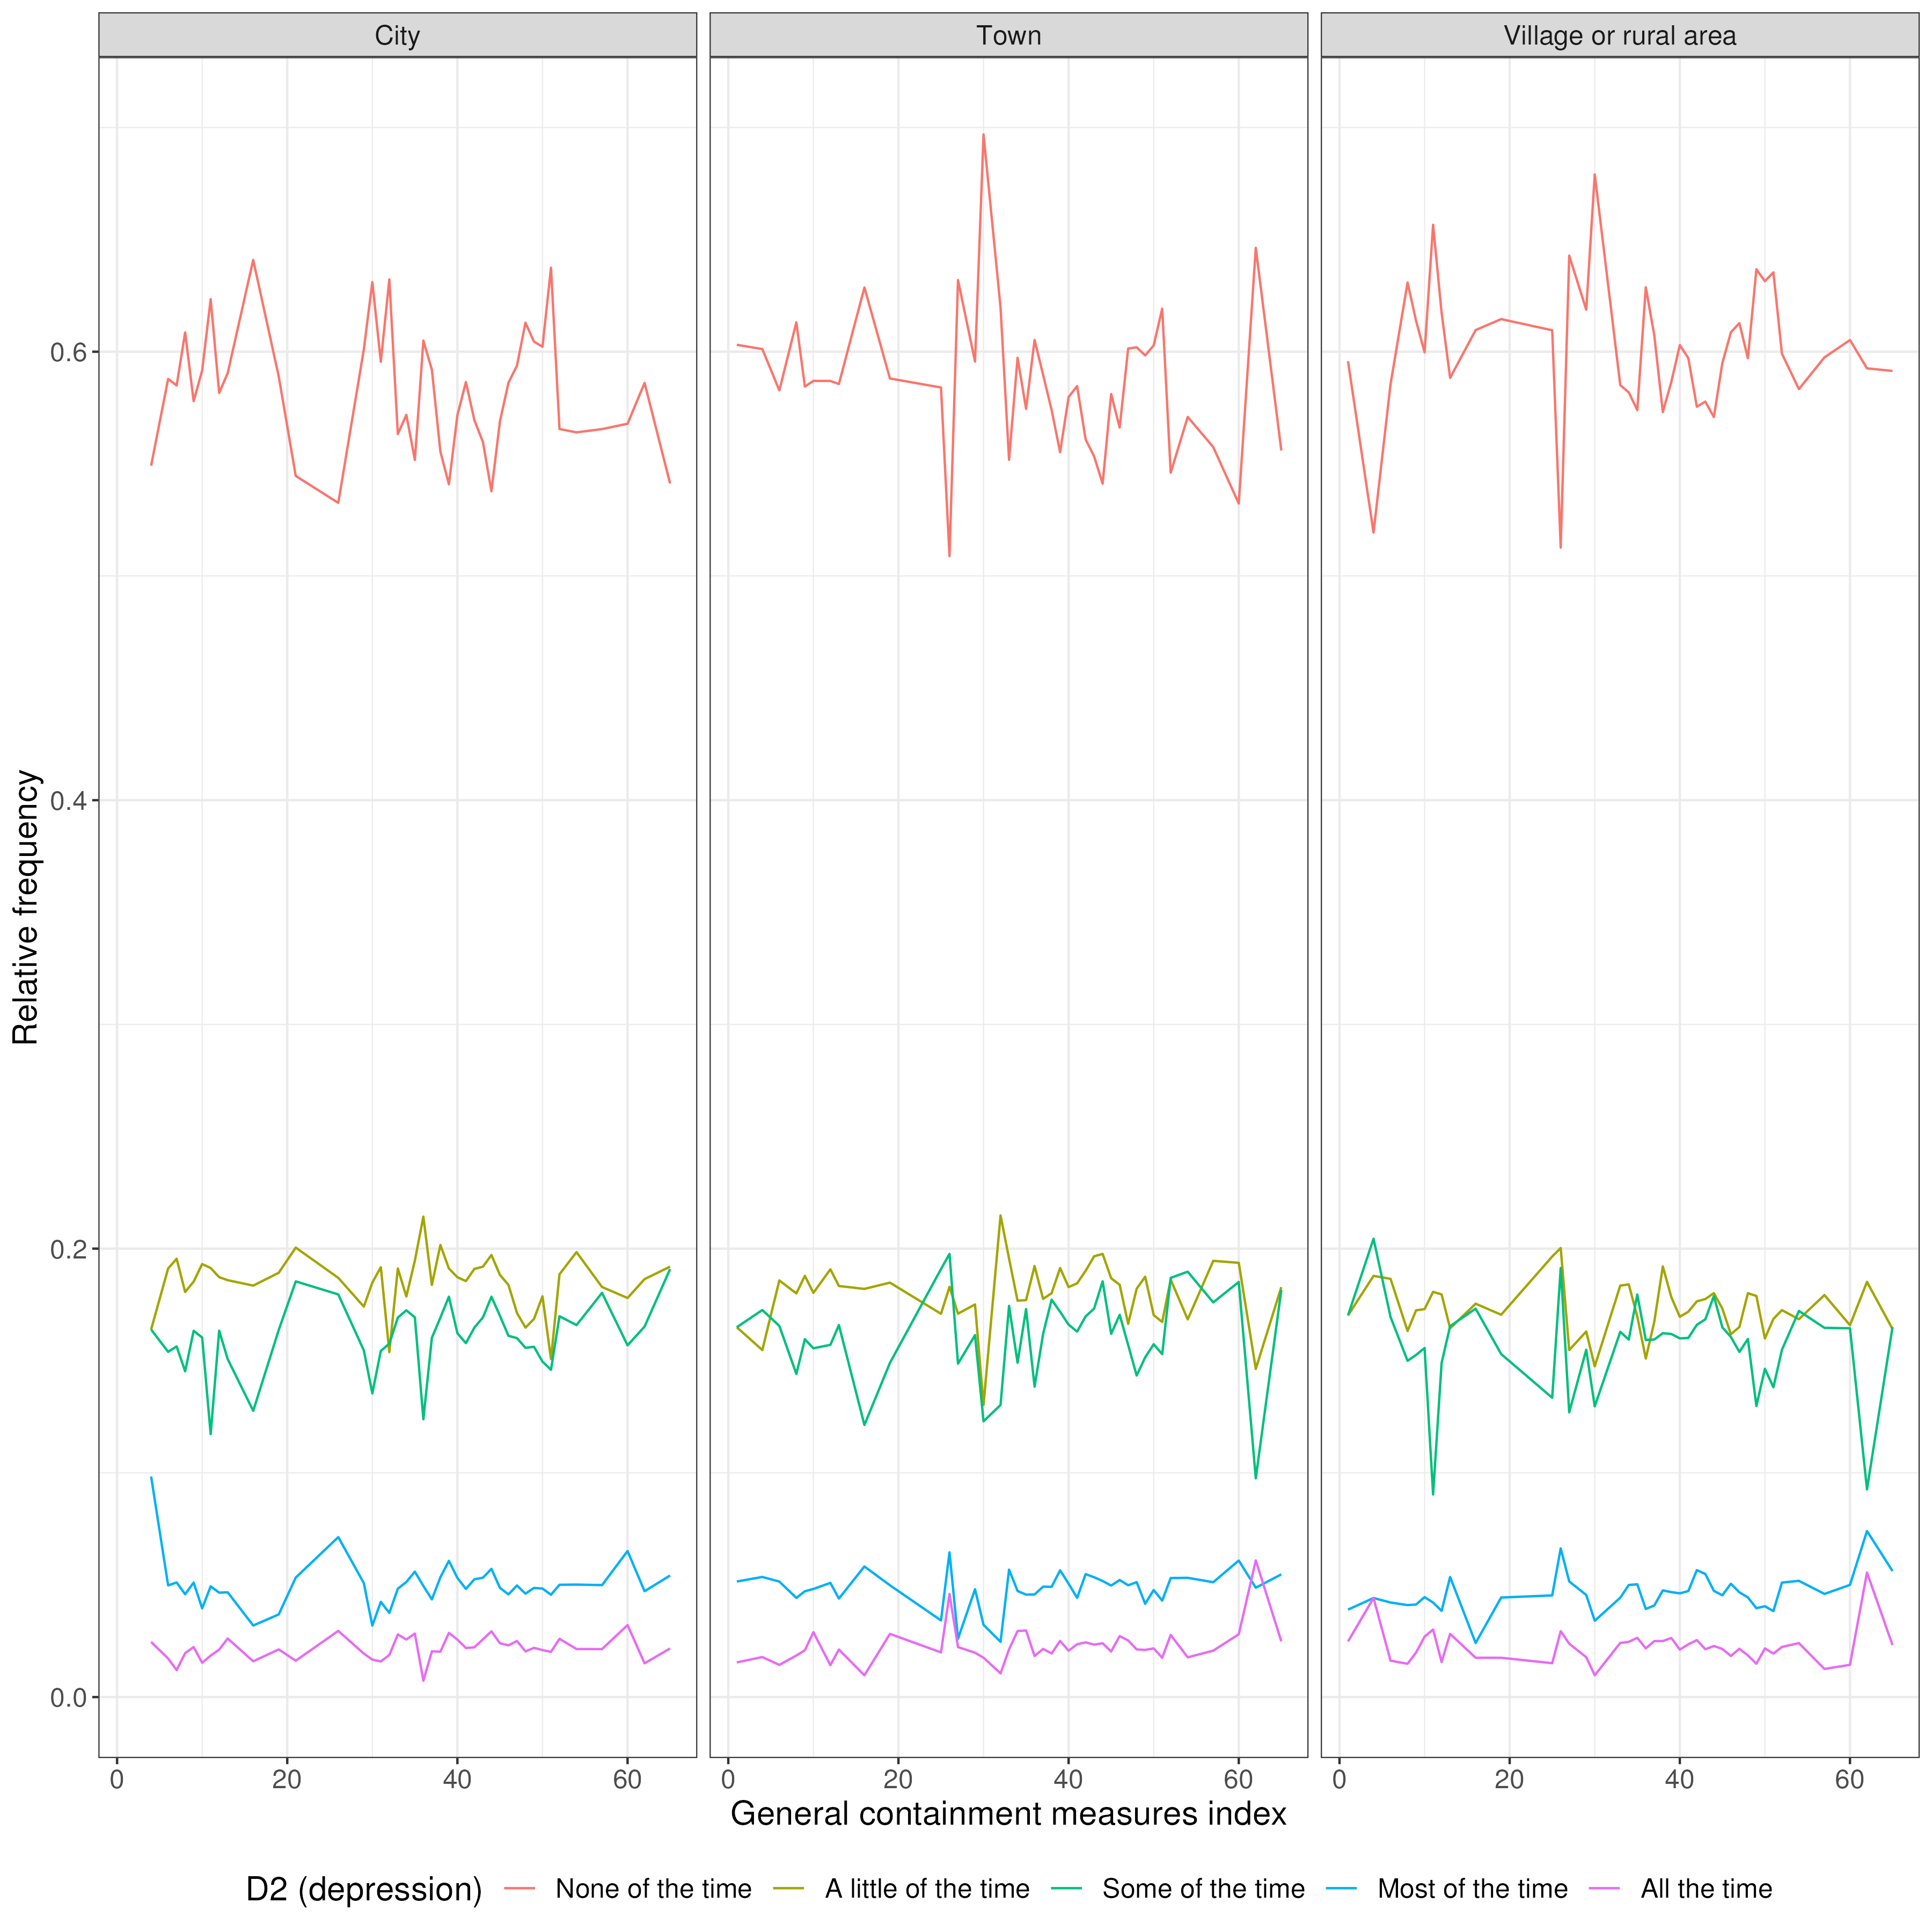 City Town Village or rural area
Relative frequency
0.6
0.4
0.2
0.0
0 20 40 60 0 20 40 60 0 20 40 60
General containment measures index
D2 (depression) None of the time A little of the time Some of the time Most of the time All the time